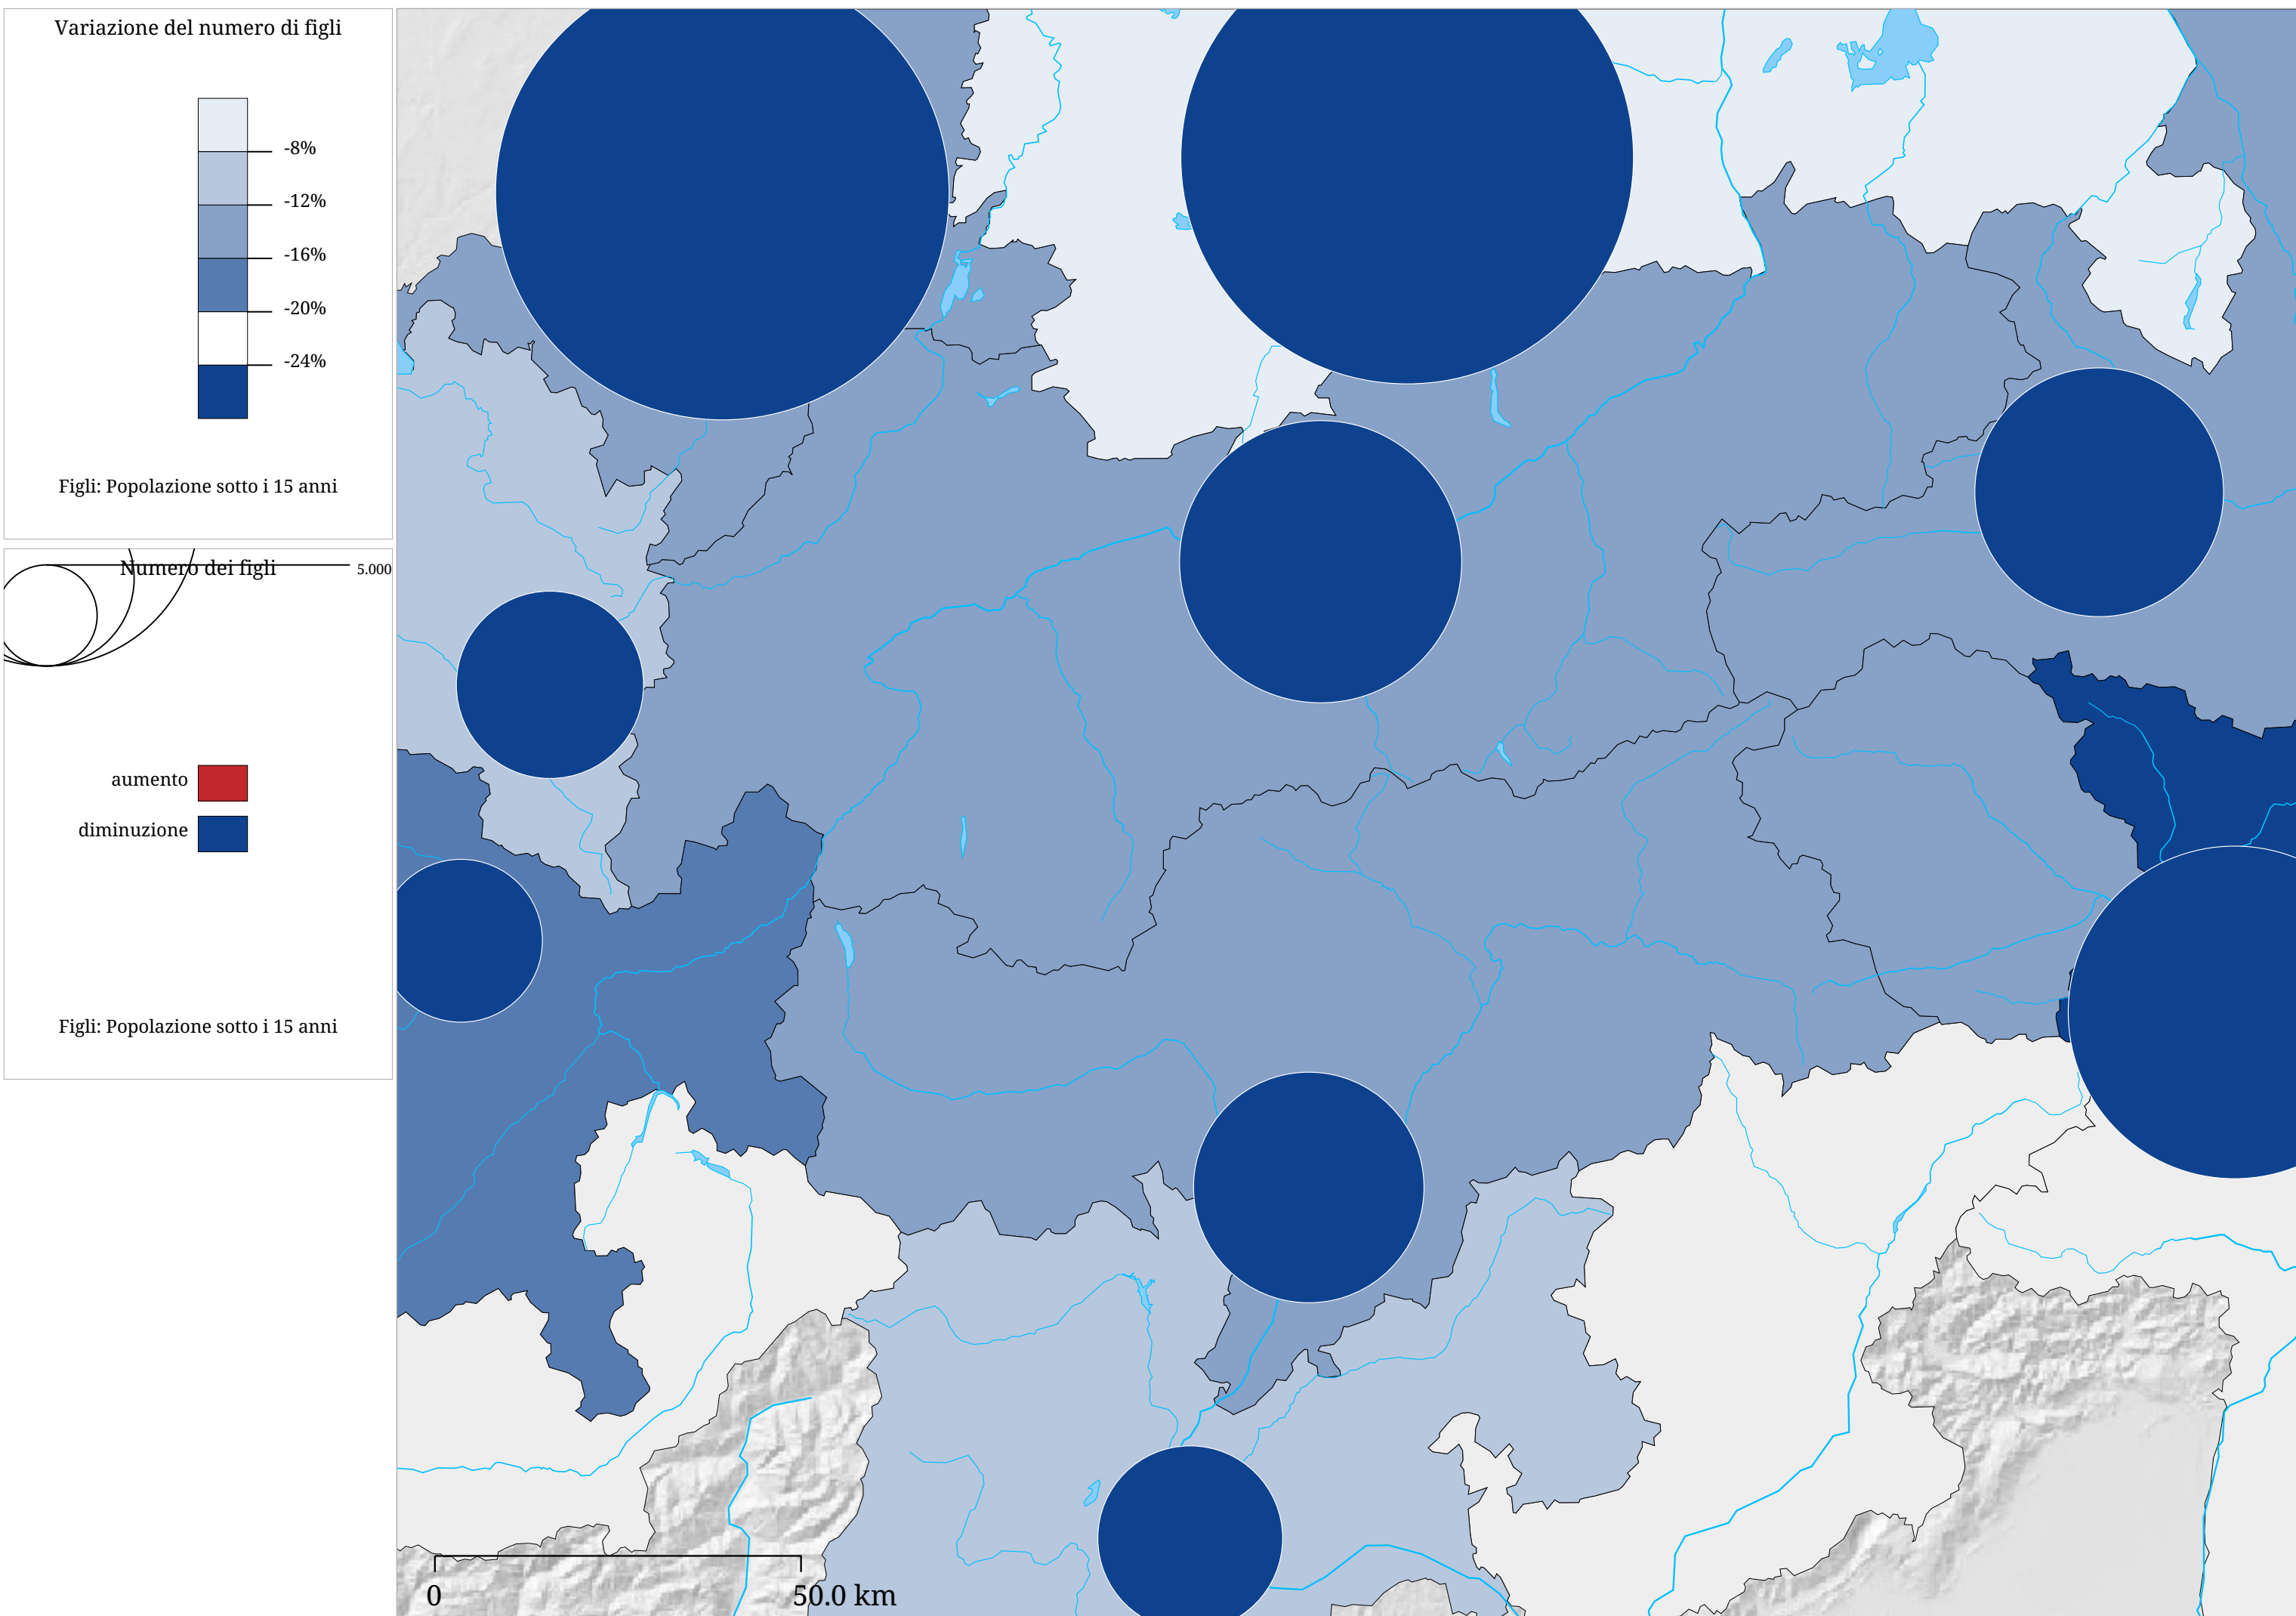 Variazione del numero di figli
-8%
-12%
-16%
-20%
-24%
Figli: Popolazione sotto i 15 anni
Numero dei figli
5.000
aumento
diminuzione
Figli: Popolazione sotto i 15 anni
0
50.0 km